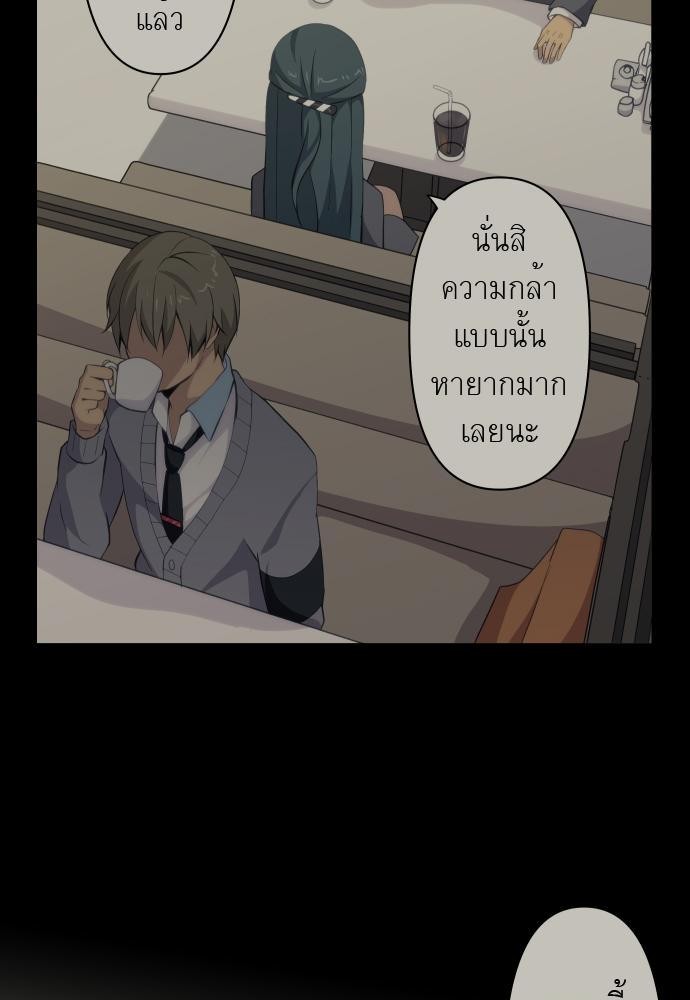 แล้ว
นั่นสิ
ความกล้า
แบบนั้น
หายากมาก
เลยนะ